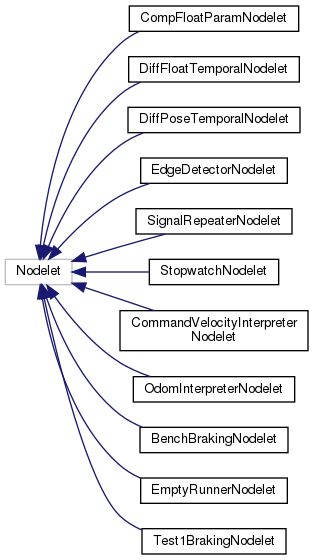 CompFloatParamNodelet
DiffFloatTemporalNodelet
DiffPoseTemporalNodelet
EdgeDetectorNodelet
SignalRepeaterNodelet
Nodelet
StopwatchNodelet
CommandVelocityInterpreter
Nodelet
OdomInterpreterNodelet
BenchBrakingNodelet
EmptyRunnerNodelet
Test1BrakingNodelet